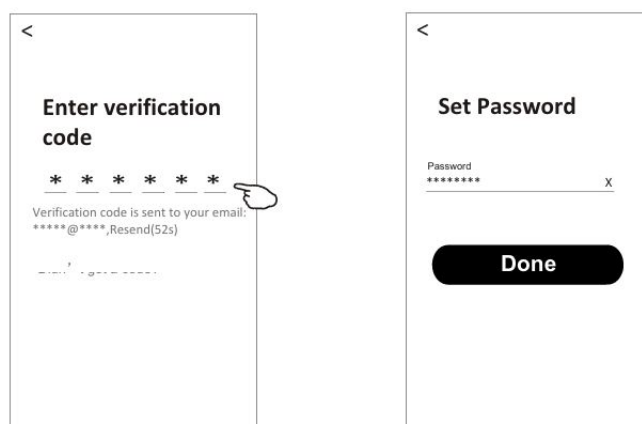 <
Enter verification
code
* * * * * *
Verification code is sent to your email:
*****@****,Resend(52s)
<
Set Password
Password
******** X
Done